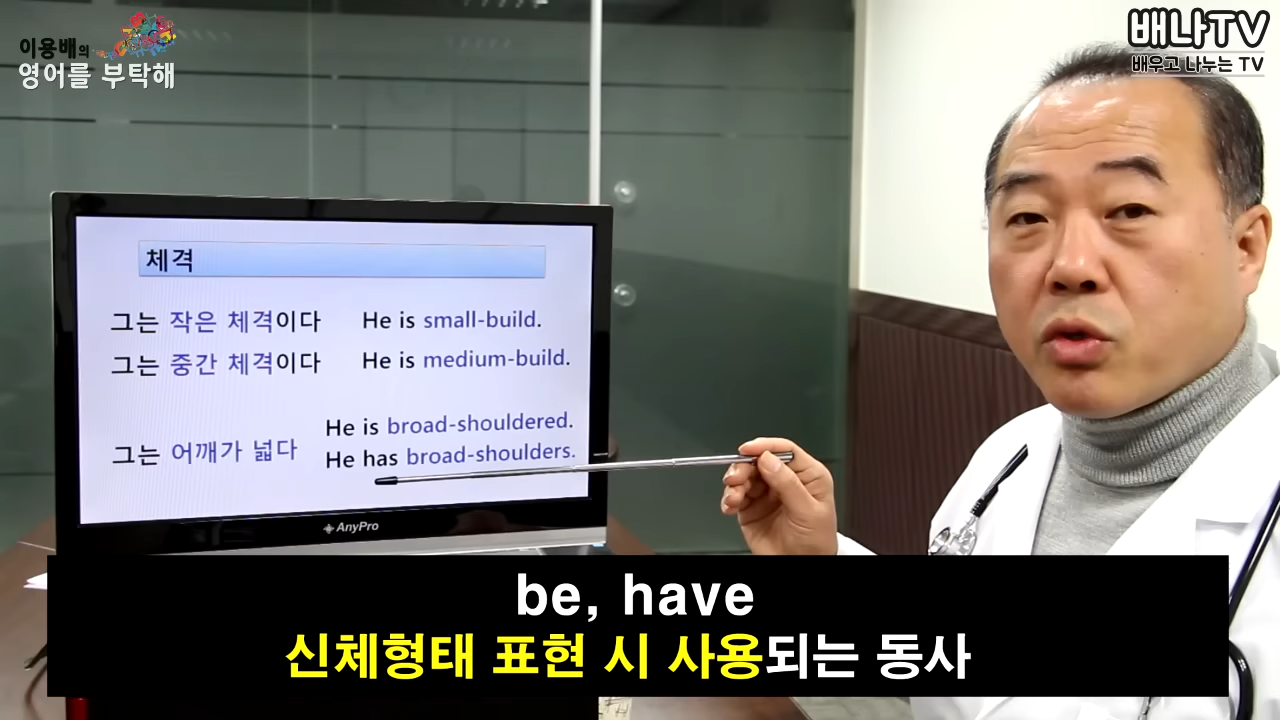 이용배의
영어를 부탁해
배나TV
배우고 나누는 TV
체격
그는 작은 체격이다 He is small-build.
그는 중간 체격이다 He is medium-build.
He is broad-shouldered.
그는 어깨가 넓다
He has broad-shoulders.
AnyPro
be, have
신체형태 표현 시 사용되는 동사